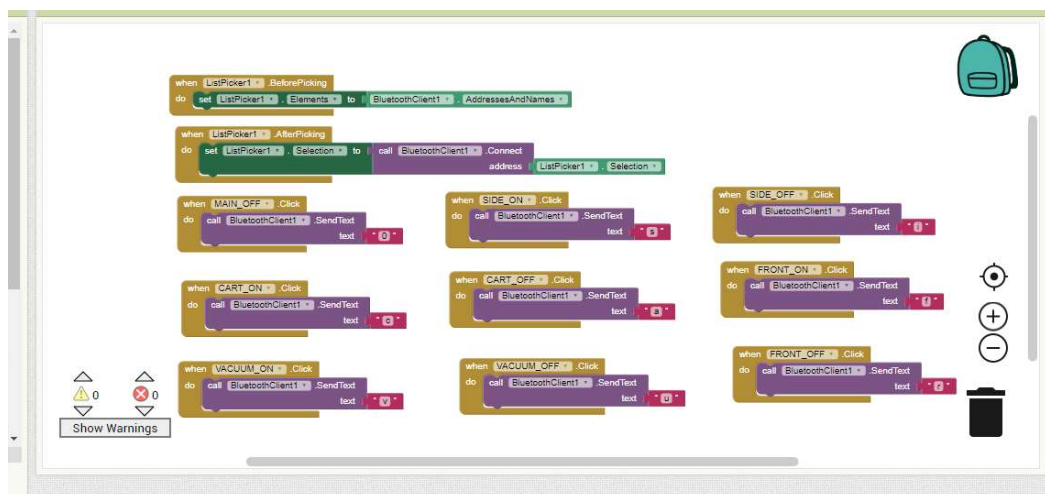 when ListPicker1 .BeforePicking
do set ListPicker1 . Elements to BluetoothClient1 . AddressesAndNames
when ListPicker1 .AfterPicking
do set ListPicker1 . Selection to call BluetoothClient1 .Connect
address ListPicker1 . Selection
when MAIN_OFF .Click
do call BluetoothClient1 .SendText
text " 0 "
when SIDE_ON .Click
do call BluetoothClient1 .SendText
text " s "
when SIDE_OFF .Click
do call BluetoothClient1 .SendText
text " i "
when CART_ON .Click
do call BluetoothClient1 .SendText
text " c "
when CART_OFF .Click
do call BluetoothClient1 .SendText
text " a "
when FRONT_ON .Click
do call BluetoothClient1 .SendText
text " f "
when VACUUM_ON .Click
do call BluetoothClient1 .SendText
text " v "
when VACUUM_OFF .Click
do call BluetoothClient1 .SendText
text " u "
when FRONT_OFF .Click
do call BluetoothClient1 .SendText
text
0 0
Show Warnings